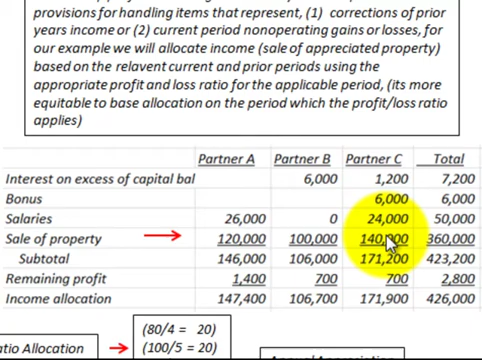 provisions for handling items that represent, (1) corrections of prior
years income or (2) current period nonoperating gains or losses, for
our example we will allocate income (sale of appreciated property)
based on the relavent current and prior periods using the
appropriate profit and loss ratio for the applicable period, (its more
equitable to base allocation on the period which the profit/loss ratio
applies)
Partner A Partner B Partner C Total
Interest on excess of capital bal 6,000 1,200 7,200
Bonus 6,000 6,000
Salaries 26,000 0 24,000 50,000
Sale of property 120,000 100,000 140,000 360,000
Subtotal 146,000 106,000 171,200 423,200
Remaining profit 1,400 700 700 2,800
Income allocation 147,400 106,700 171,900 426,000
(80/4 = 20)
atio Allocation (100/5 = 20)